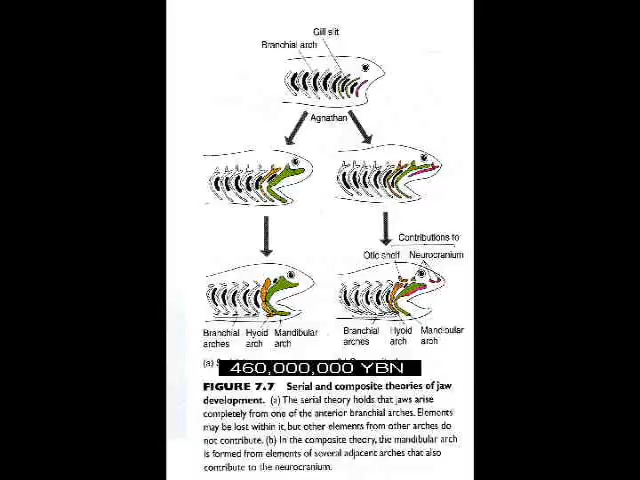 Gill slit
Branchial arch
Agnathan
Contributions to
Otic shelf Neurocranium
Branchial arches
Hyoid arch
Mandibular arch
Branchial arches
Hyoid arch
Mandibular arch
(a) S
460,000,000 YBN
FIGURE 7.7 Serial and composite theories of jaw
development. (a) The serial theory holds that jaws arise
completely from one of the anterior branchial arches. Elements
may be lost within it, but other elements from other arches do
not contribute. (b) In the composite theory, the mandibular arch
is formed from elements of several adjacent arches that also
contribute to the neurocranium.